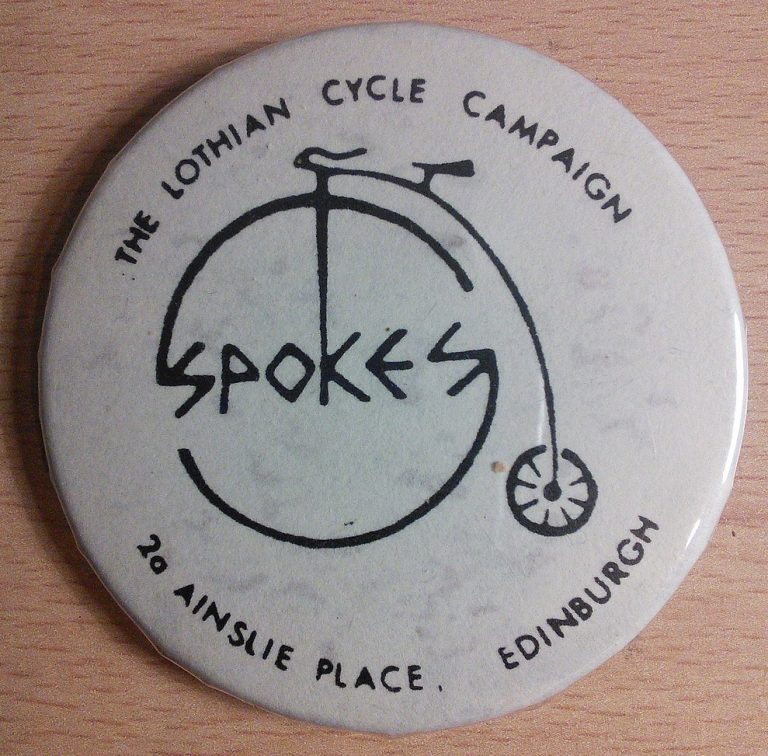 THE LOTHIAN CYCLE CAMPAIGN
SPOKES
2a AINSLIE PLACE. EDINBURGH